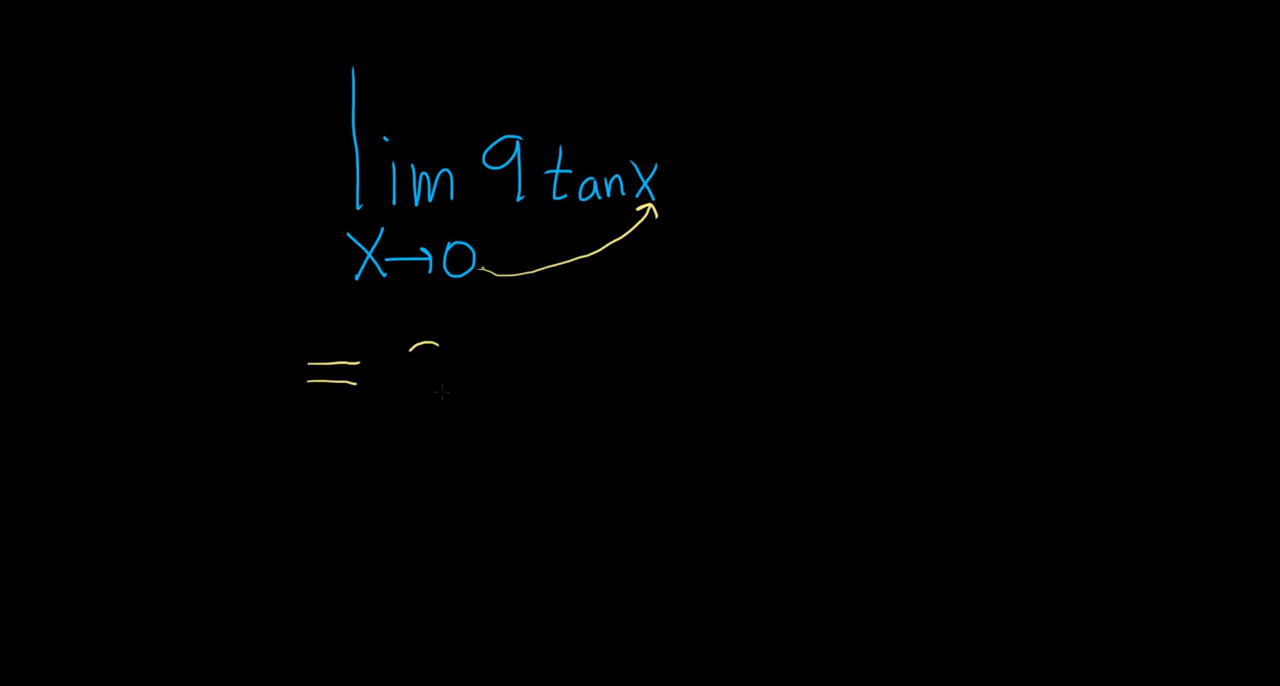 lim 9 tanx
x→0
=